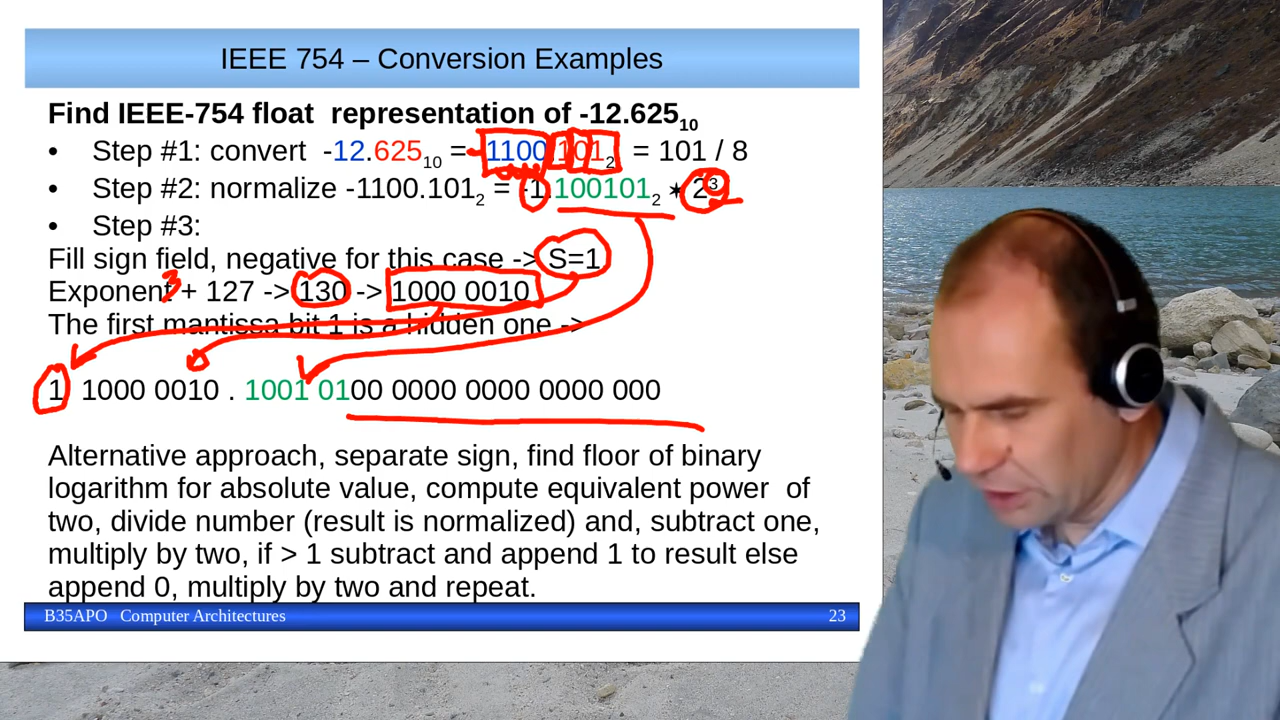 IEEE 754 – Conversion Examples
Find IEEE-754 float representation of -12.625₁₀
• Step #1: convert -12.625₁₀ = -1100.101₂ = 101 / 8
• Step #2: normalize -1100.101₂ = -1.100101₂ * 2³
• Step #3:
Fill sign field, negative for this case -> S=1
Exponent 3 + 127 -> 130 -> 1000 0010
The first mantissa bit 1 is a hidden one ->
1 1000 0010 . 1001 0100 0000 0000 0000 000
Alternative approach, separate sign, find floor of binary
logarithm for absolute value, compute equivalent power of
two, divide number (result is normalized) and, subtract one,
multiply by two, if > 1 subtract and append 1 to result else
append 0, multiply by two and repeat.
B35APO Computer Architectures 23